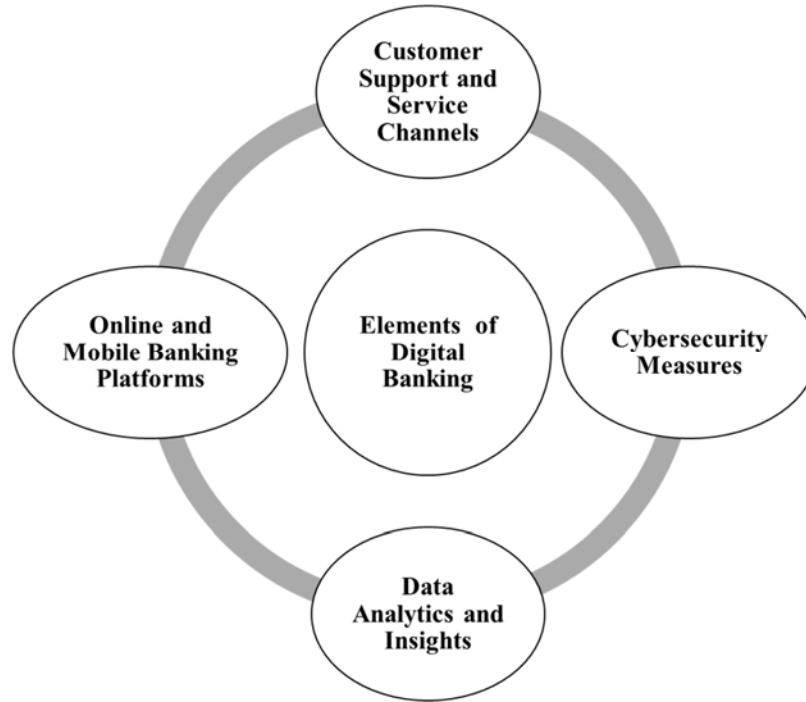 Customer
Support and
Service
Channels
Online and
Mobile Banking
Platforms
Elements of
Digital
Banking
Cybersecurity
Measures
Data
Analytics and
Insights